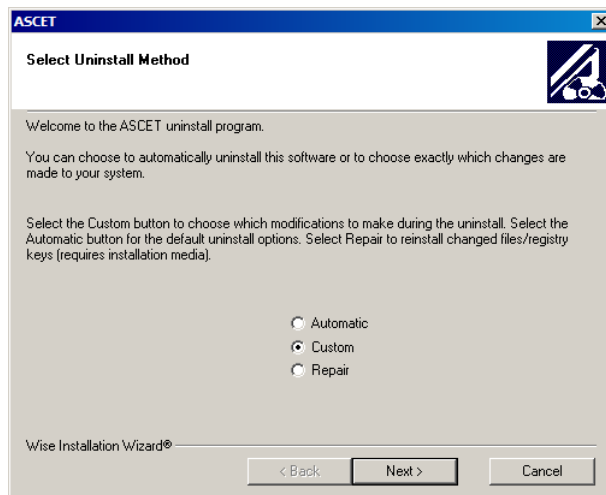 ASCET
Select Uninstall Method
Welcome to the ASCET uninstall program.
You can choose to automatically uninstall this software or to choose exactly which changes are
made to your system.
Select the Custom button to choose which modifications to make during the uninstall. Select the
Automatic button for the default uninstall options. Select Repair to reinstall changed files/registry
keys (requires installation media).
Automatic
Custom
Repair
Wise Installation Wizard®
< Back
Next >
Cancel